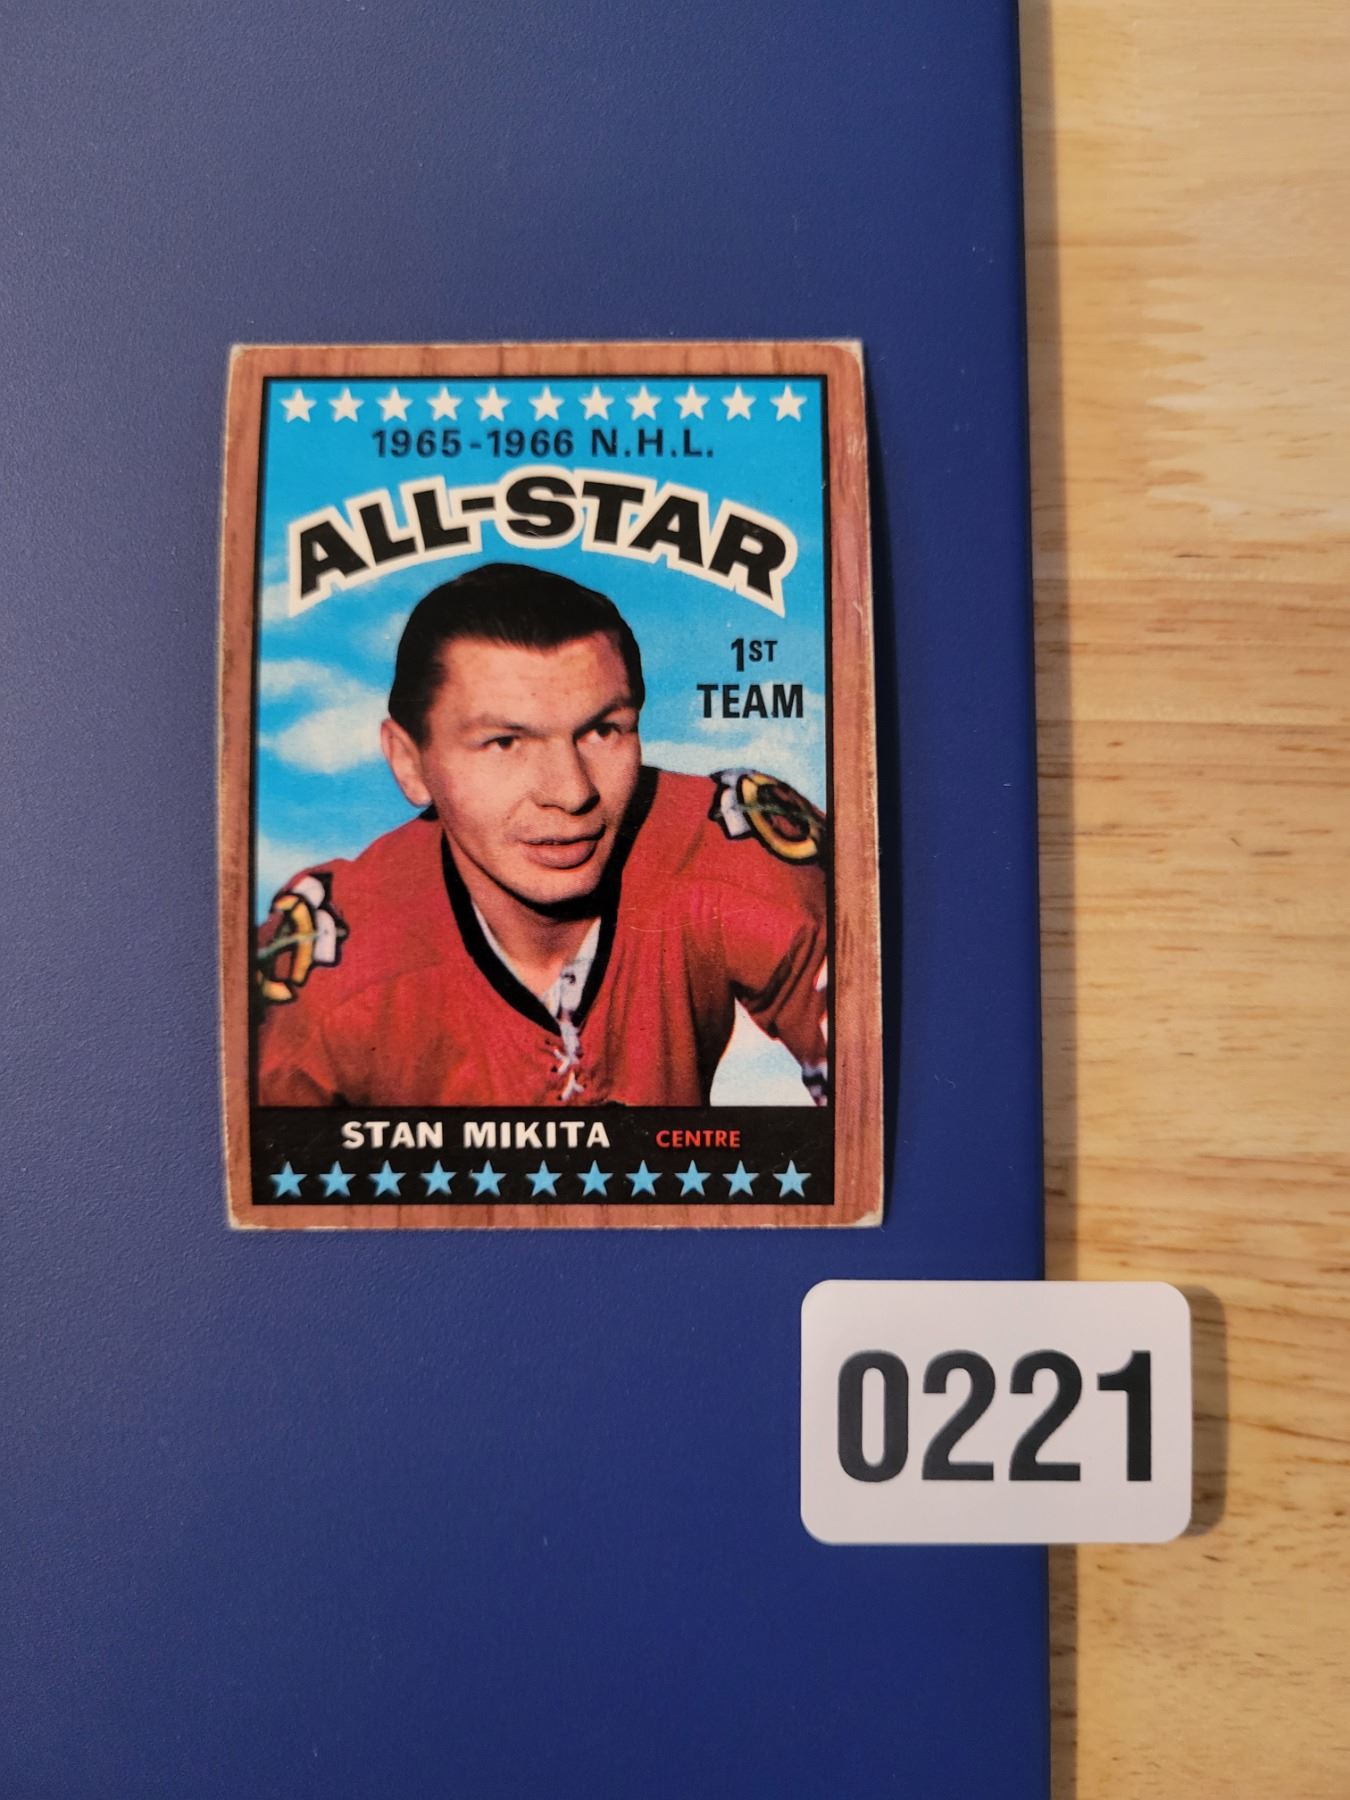 1965-1966 N.H.L.
ALL-STAR
1ST
TEAM
STAN MIKITA CENTRE
0221